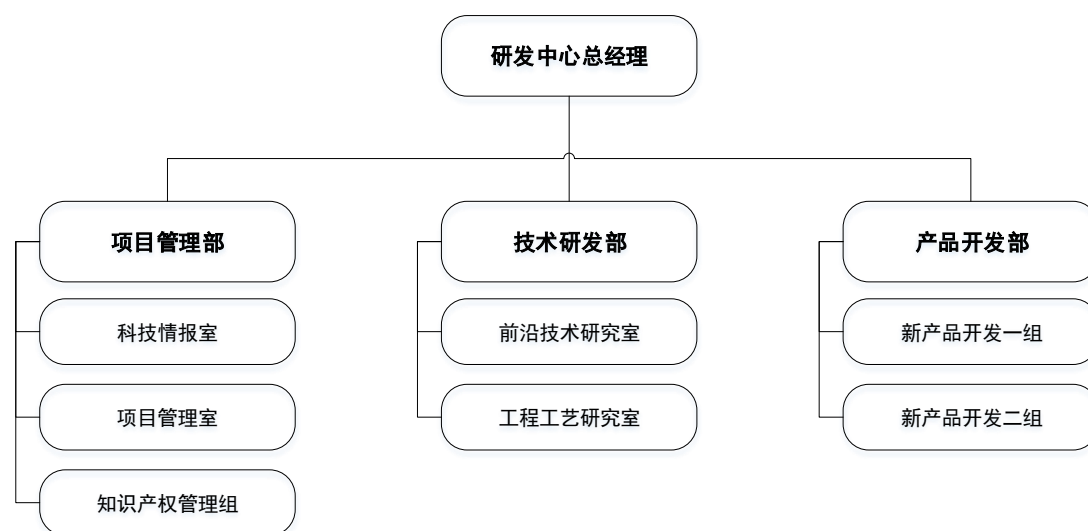 研发中心总经理
项目管理部
技术研发部
产品开发部
科技情报室
前沿技术研究室
新产品开发一组
项目管理室
工程工艺研究室
新产品开发二组
知识产权管理组